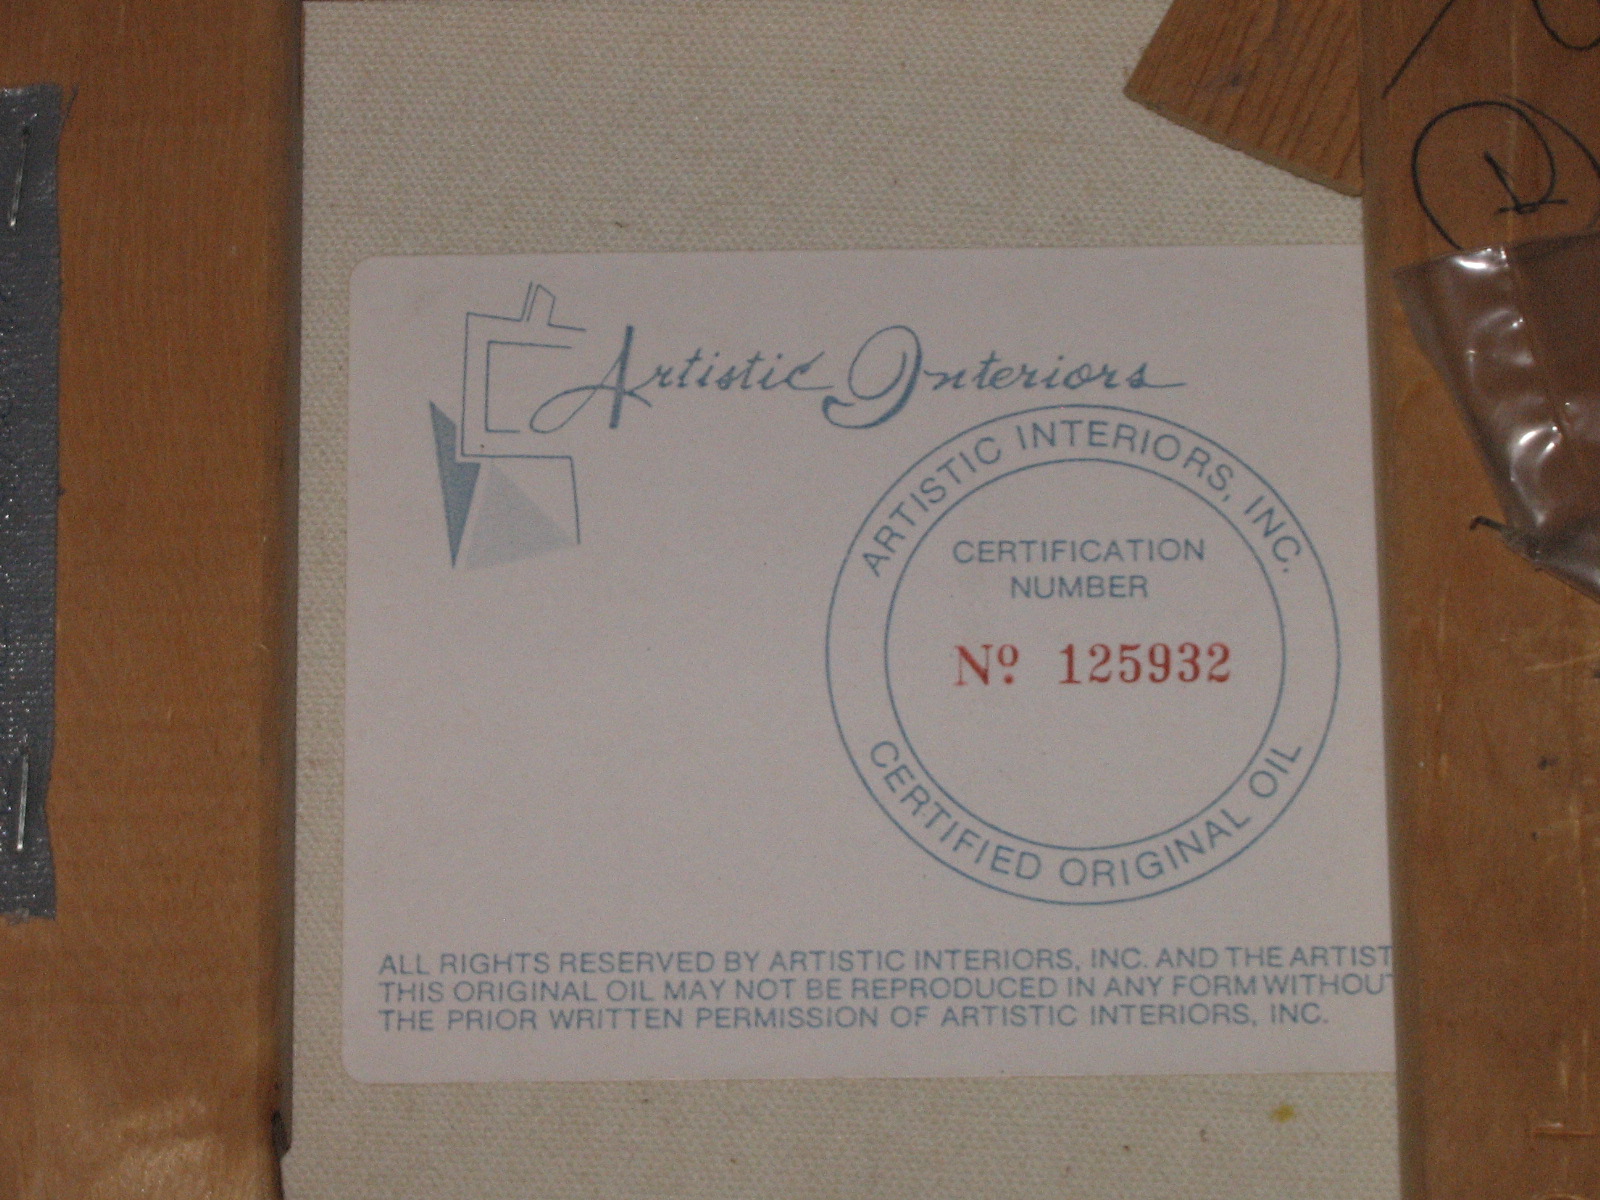 Artistic Interiors
ARTISTIC INTERIORS, INC.
CERTIFICATION
NUMBER
Nº 125932
CERTIFIED ORIGINAL OIL
ALL RIGHTS RESERVED BY ARTISTIC INTERIORS, INC. AND THE ARTIST
THIS ORIGINAL OIL MAY NOT BE REPRODUCED IN ANY FORM WITHOUT
THE PRIOR WRITTEN PERMISSION OF ARTISTIC INTERIORS, INC.